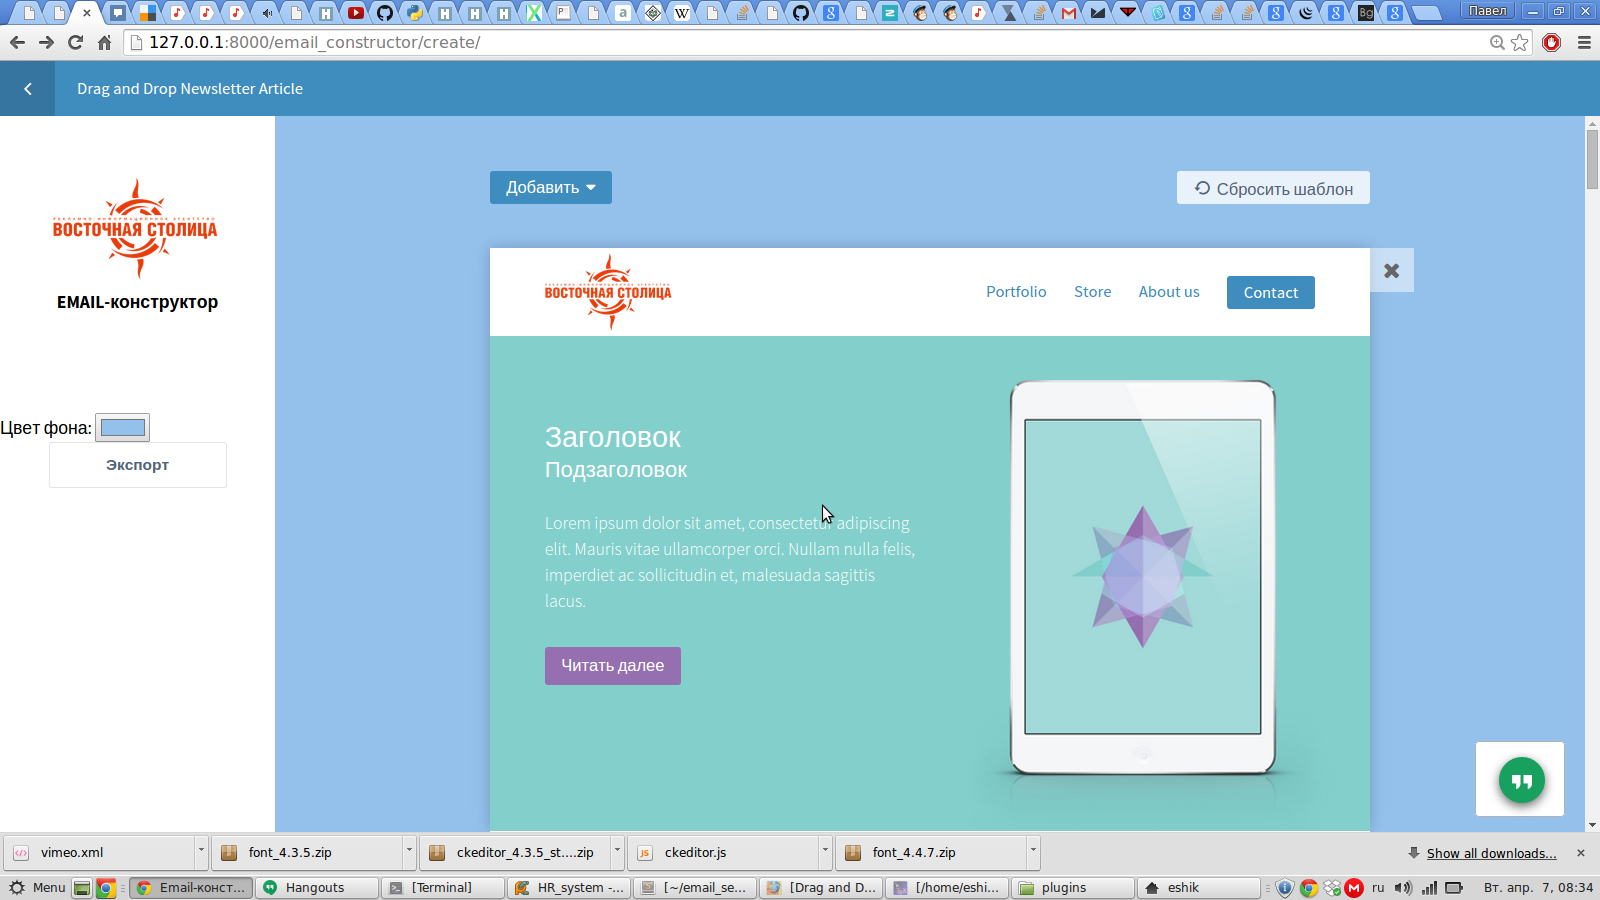 Павел
127.0.0.1:8000/email_constructor/create/
Drag and Drop Newsletter Article
РЕКЛАМНО ИНФОРМАЦИОННОЕ АГЕНТСТВО
ВОСТОЧНАЯ СТОЛИЦА
EMAIL-конструктор
Цвет фона:
Экспорт
Добавить
Сбросить шаблон
ВОСТОЧНАЯ СТОЛИЦА
Portfolio
Store
About us
Contact
Заголовок
Подзаголовок
Lorem ipsum dolor sit amet, consectetur adipiscing
elit. Mauris vitae ullamcorper orci. Nullam nulla felis,
imperdiet ac sollicitudin et, malesuada sagittis
lacus.
Читать далее
vimeo.xml
font_4.3.5.zip
ckeditor_4.3.5_st....zip
ckeditor.js
font_4.4.7.zip
Show all downloads...
Menu
Email-конст...
Hangouts
[Terminal]
HR_system -...
[~/email_se...
[Drag and D...
[/home/eshi...
plugins
eshik
ru
Вт. апр. 7, 08:34